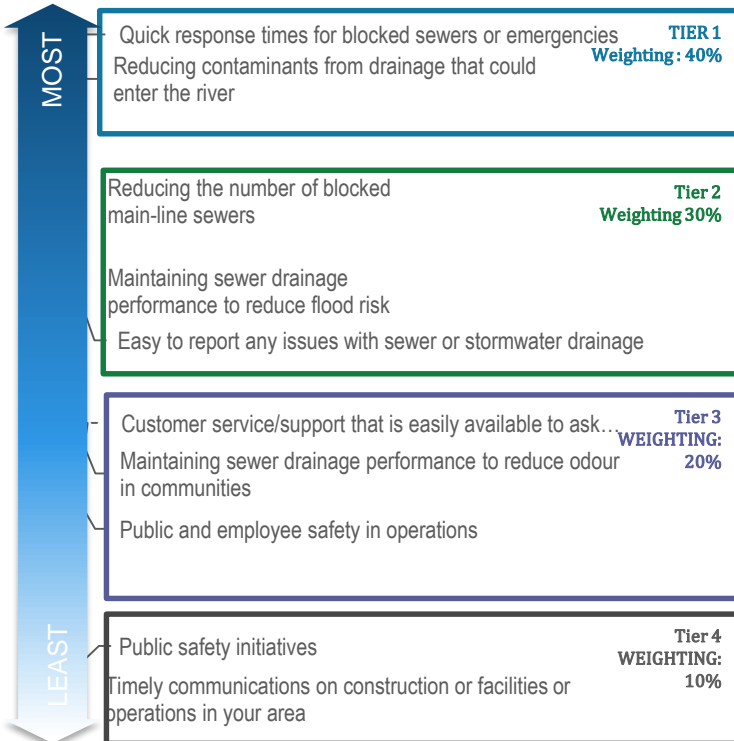 MOST
Quick response times for blocked sewers or emergencies
TIER 1
Weighting : 40%
Reducing contaminants from drainage that could
enter the river
Reducing the number of blocked
main-line sewers
Tier 2
Weighting 30%
Maintaining sewer drainage
performance to reduce flood risk
Easy to report any issues with sewer or stormwater drainage
Customer service/support that is easily available to ask…
Tier 3
WEIGHTING:
20%
Maintaining sewer drainage performance to reduce odour
in communities
Public and employee safety in operations
LEAST
Public safety initiatives
Tier 4
WEIGHTING:
10%
Timely communications on construction or facilities or
operations in your area